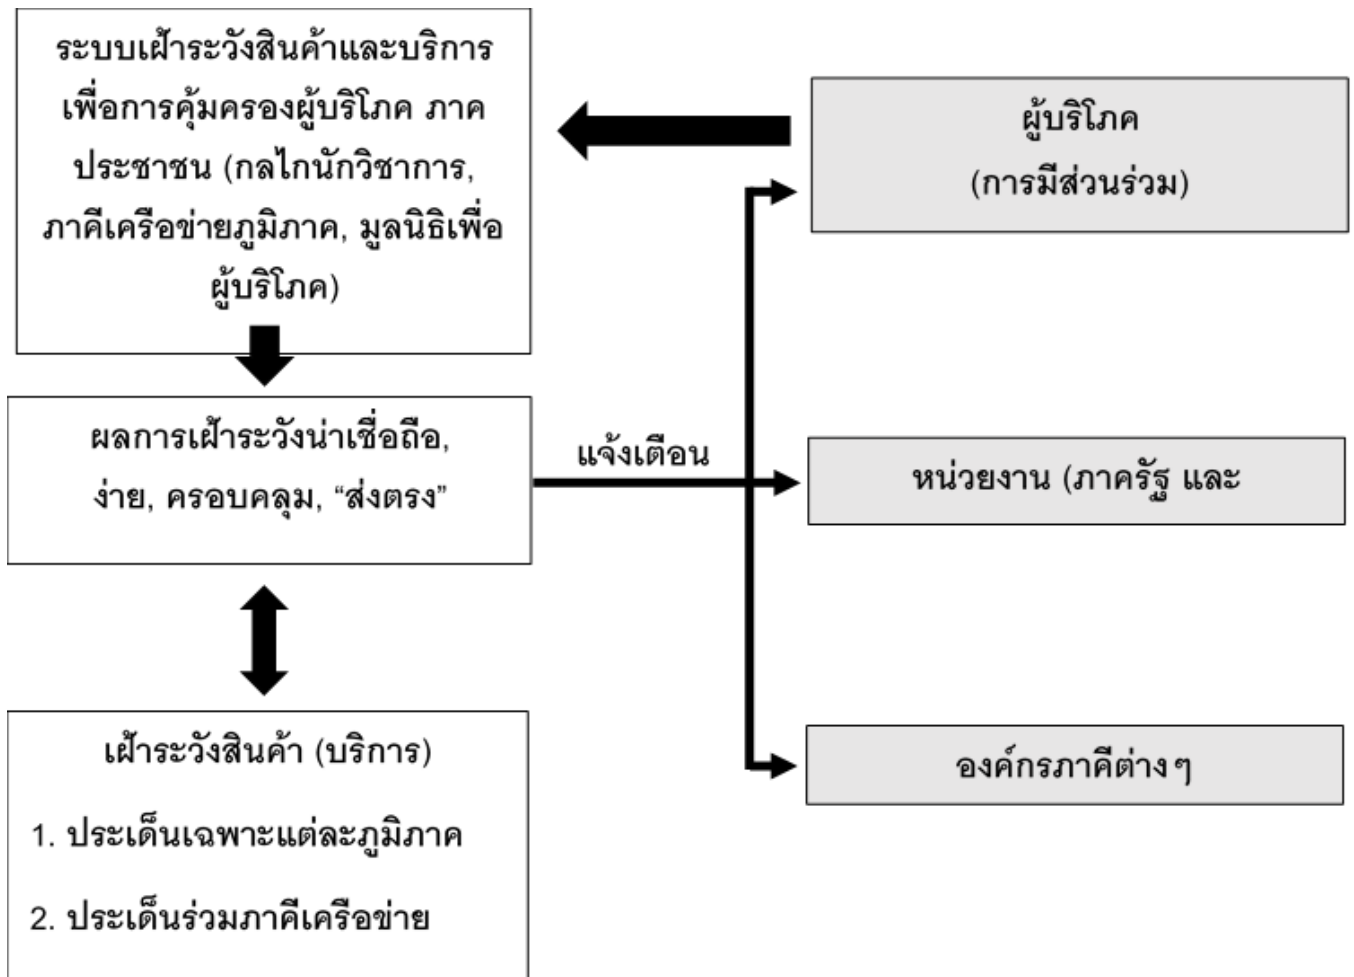 ระบบเฝ้าระวังสินค้าและบริการ
เพื่อการคุ้มครองผู้บริโภค ภาค
ประชาชน (กลไกนักวิชาการ,
ภาคีเครือข่ายภูมิภาค, มูลนิธิเพื่อ
ผู้บริโภค)
ผู้บริโภค
(การมีส่วนร่วม)
ผลการเฝ้าระวังน่าเชื่อถือ,
ง่าย, ครอบคลุม, “ส่งตรง”
แจ้งเตือน
หน่วยงาน (ภาครัฐ และ
องค์กรภาคีต่างๆ
เฝ้าระวังสินค้า (บริการ)
1. ประเด็นเฉพาะแต่ละภูมิภาค
2. ประเด็นร่วมภาคีเครือข่าย